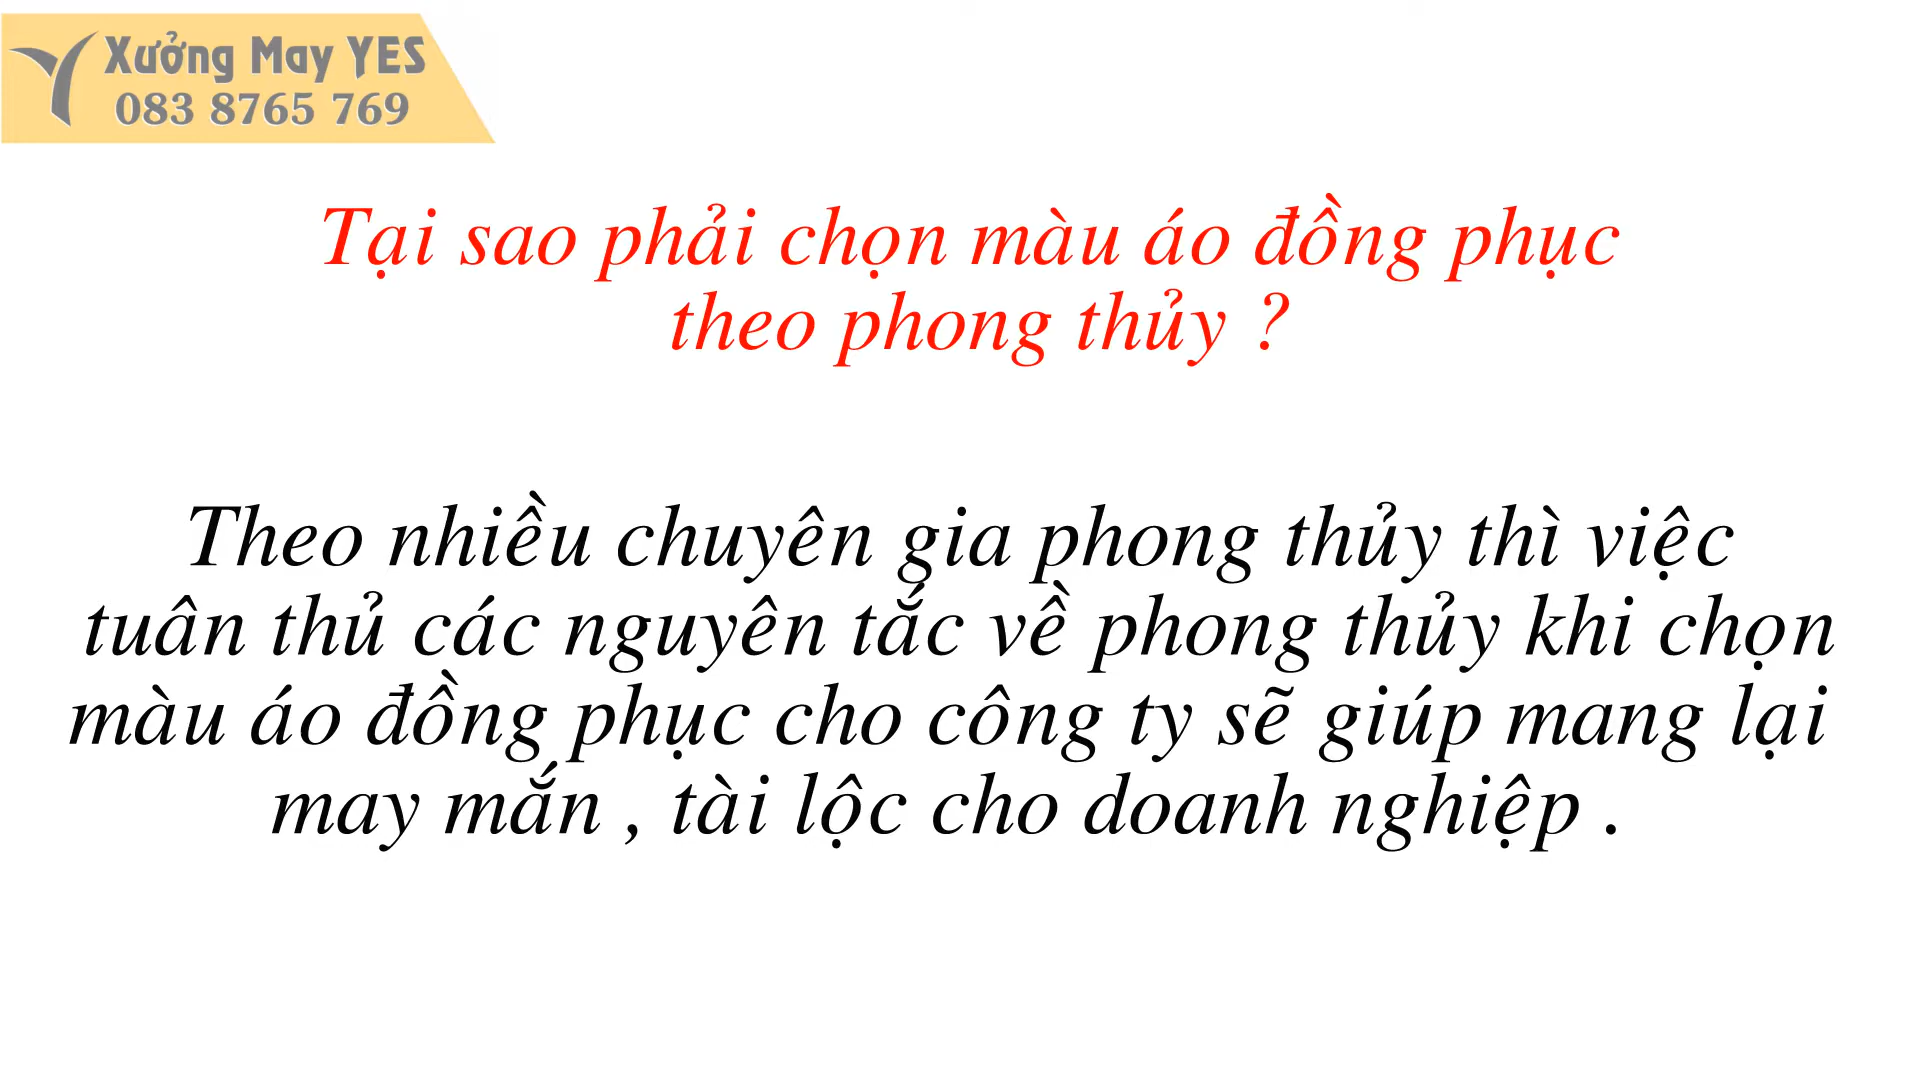 Xưởng May YES
083 8765 769
Tại sao phải chọn màu áo đồng phục
theo phong thủy ?
Theo nhiều chuyên gia phong thủy thì việc
tuân thủ các nguyên tắc về phong thủy khi chọn
màu áo đồng phục cho công ty sẽ giúp mang lại
may mắn , tài lộc cho doanh nghiệp .